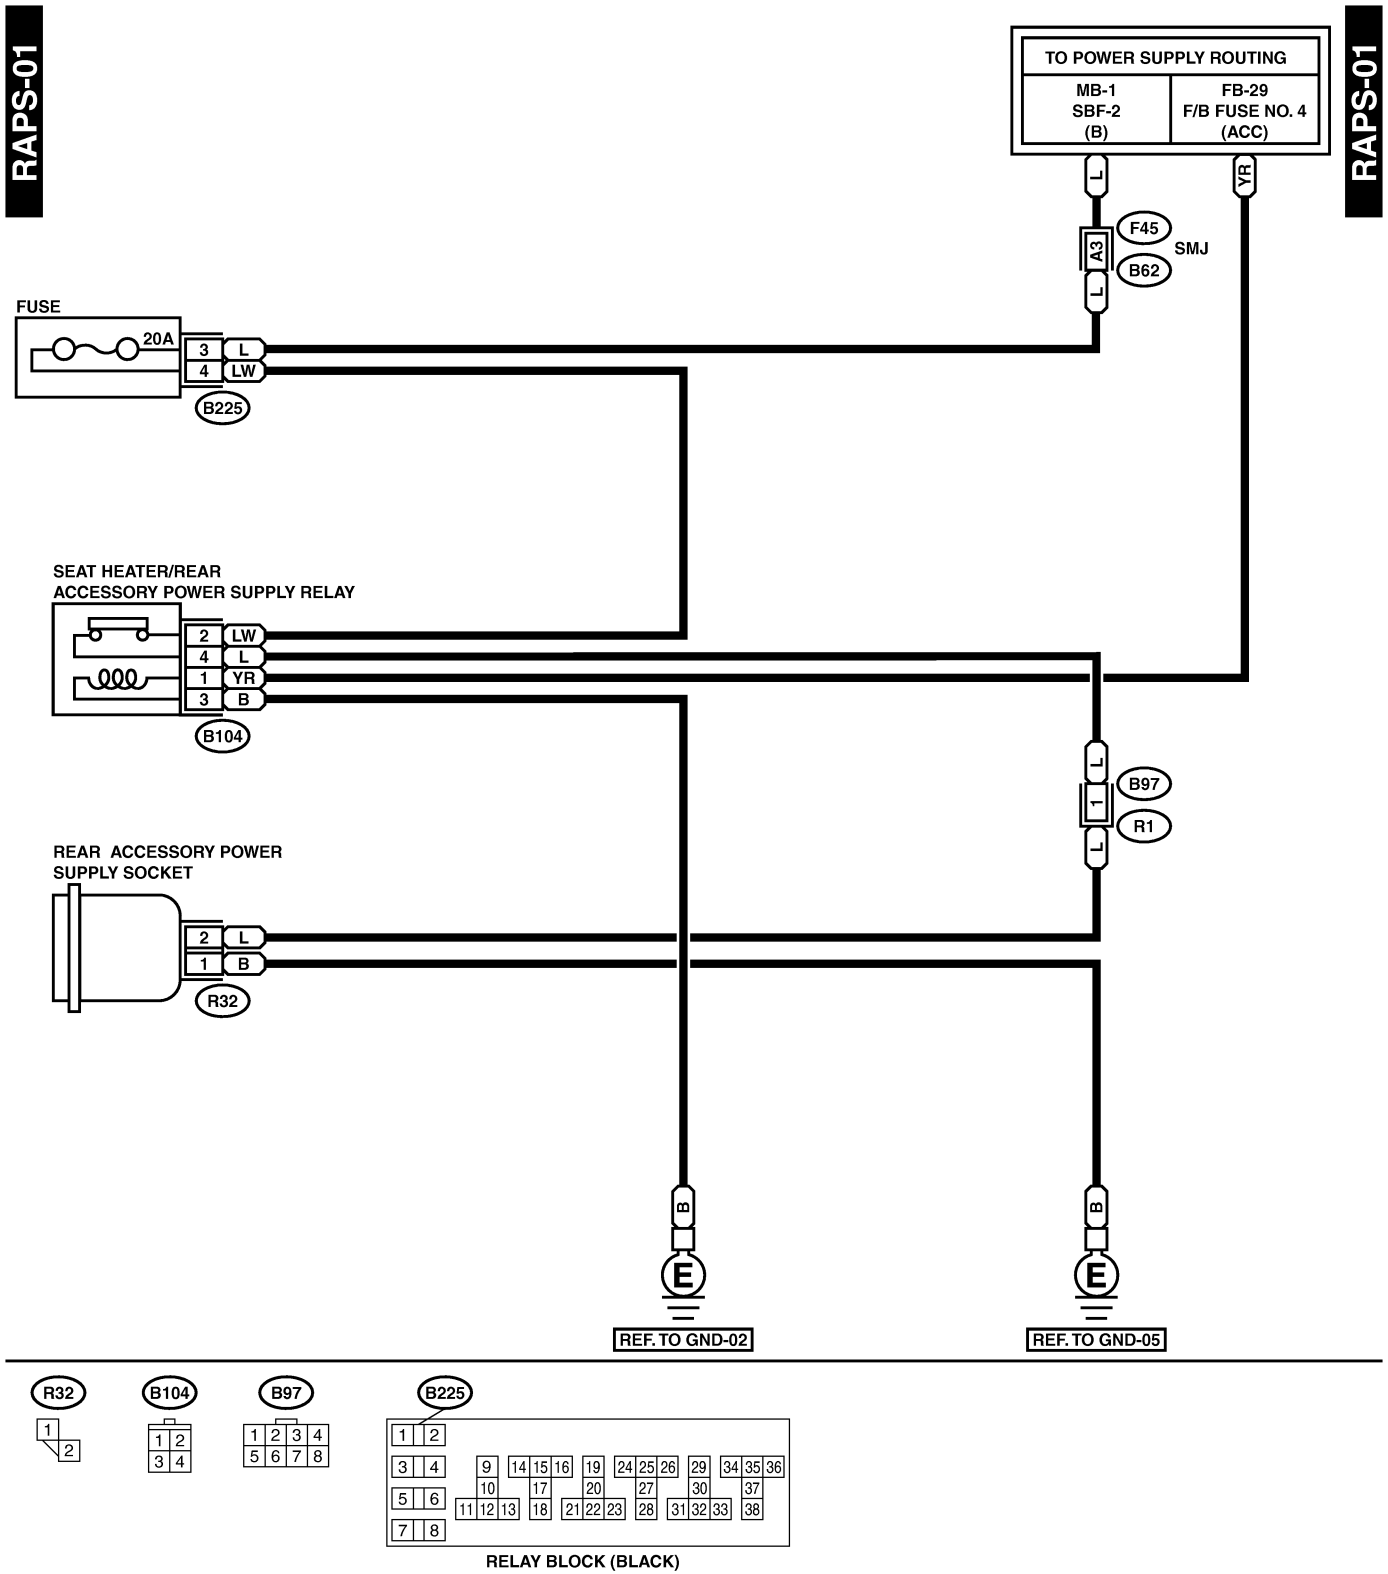 RAPS-01
RAPS-01
TO POWER SUPPLY ROUTING
MB-1
SBF-2
(B)
FB-29
F/B FUSE NO. 4
(ACC)
L
YR
A3
F45
B62
SMJ
L
FUSE
20A
3 L
4 LW
B225
SEAT HEATER/REAR
ACCESSORY POWER SUPPLY RELAY
2 LW
4 L
1 YR
3 B
B104
L
1
B97
R1
L
REAR ACCESSORY POWER
SUPPLY SOCKET
2 L
1 B
R32
B
B
E
E
REF. TO GND-02
REF. TO GND-05
R32
1
2
B104
1 2
3 4
B97
1 2 3 4
5 6 7 8
B225
1 2
3 4
5 6
7 8
9 14 15 16 19 24 25 26 29 34 35 36
10 17 20 27 30 37
11 12 13 18 21 22 23 28 31 32 33 38
RELAY BLOCK (BLACK)